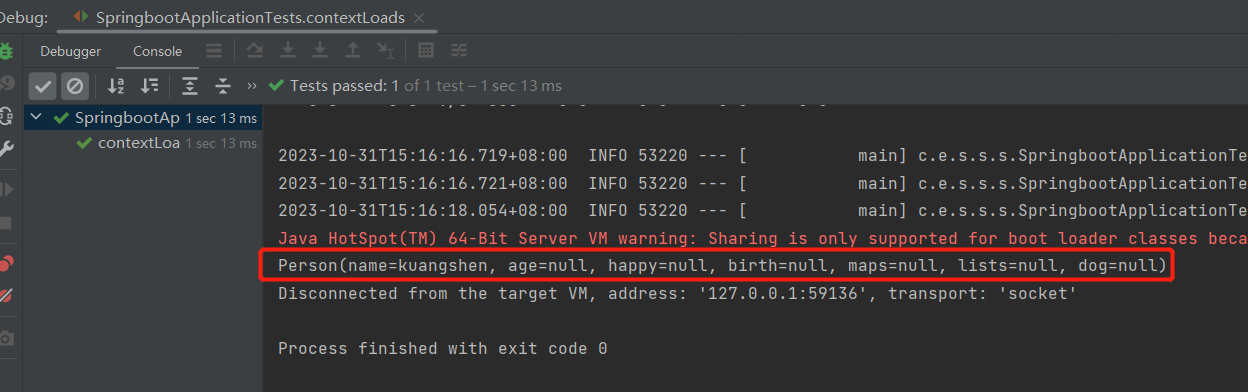 Debug: SpringbootApplicationTests.contextLoads
Debugger Console
Tests passed: 1 of 1 test – 1 sec 13 ms
SpringbootAp 1 sec 13 ms
contextLoa 1 sec 13 ms
2023-10-31T15:16:16.719+08:00  INFO 53220 --- [           main] c.e.s.s.s.SpringbootApplicationTe
2023-10-31T15:16:16.721+08:00  INFO 53220 --- [           main] c.e.s.s.s.SpringbootApplicationTe
2023-10-31T15:16:18.054+08:00  INFO 53220 --- [           main] c.e.s.s.s.SpringbootApplicationTe
Java HotSpot(TM) 64-Bit Server VM warning: Sharing is only supported for boot loader classes beca
Person(name=kuangshen, age=null, happy=null, birth=null, maps=null, lists=null, dog=null)
Disconnected from the target VM, address: '127.0.0.1:59136', transport: 'socket'
Process finished with exit code 0